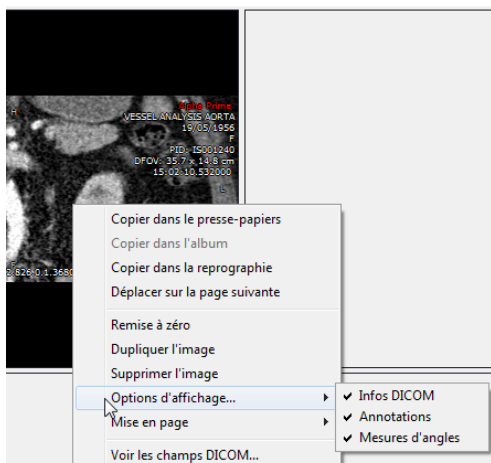 H
Alpha Prime
VESSEL ANALYSIS AORTA
19/05/1956
F
PID: IS001240
DFOV: 35.7 x 14.8 cm
15:02:10.532000
L
Copier dans le presse-papiers
Copier dans l'album
Copier dans la reprographie
Déplacer sur la page suivante
Remise à zéro
Dupliquer l'image
Supprimer l'image
Options d'affichage...
Infos DICOM
Mise en page
Annotations
Mesures d'angles
Voir les champs DICOM...